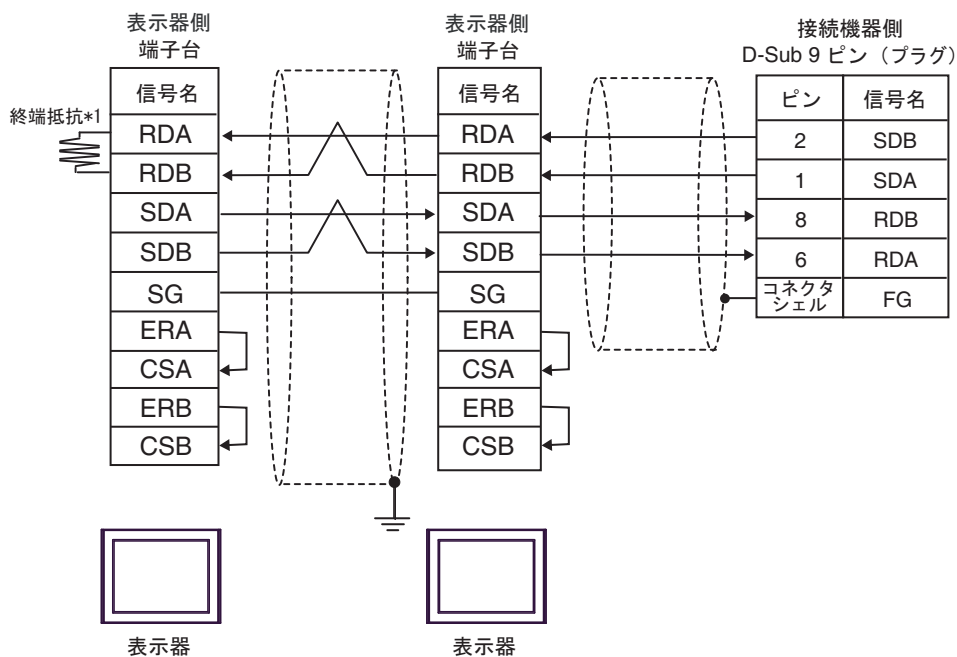 表示器側
端子台
信号名
RDA
RDB
SDA
SDB
SG
ERA
CSA
ERB
CSB
終端抵抗*1
表示器側
端子台
信号名
RDA
RDB
SDA
SDB
SG
ERA
CSA
ERB
CSB
接続機器側
D-Sub 9 ピン（プラグ）
ピン 信号名
2 SDB
1 SDA
8 RDB
6 RDA
コネクタ
シェル FG
表示器
表示器